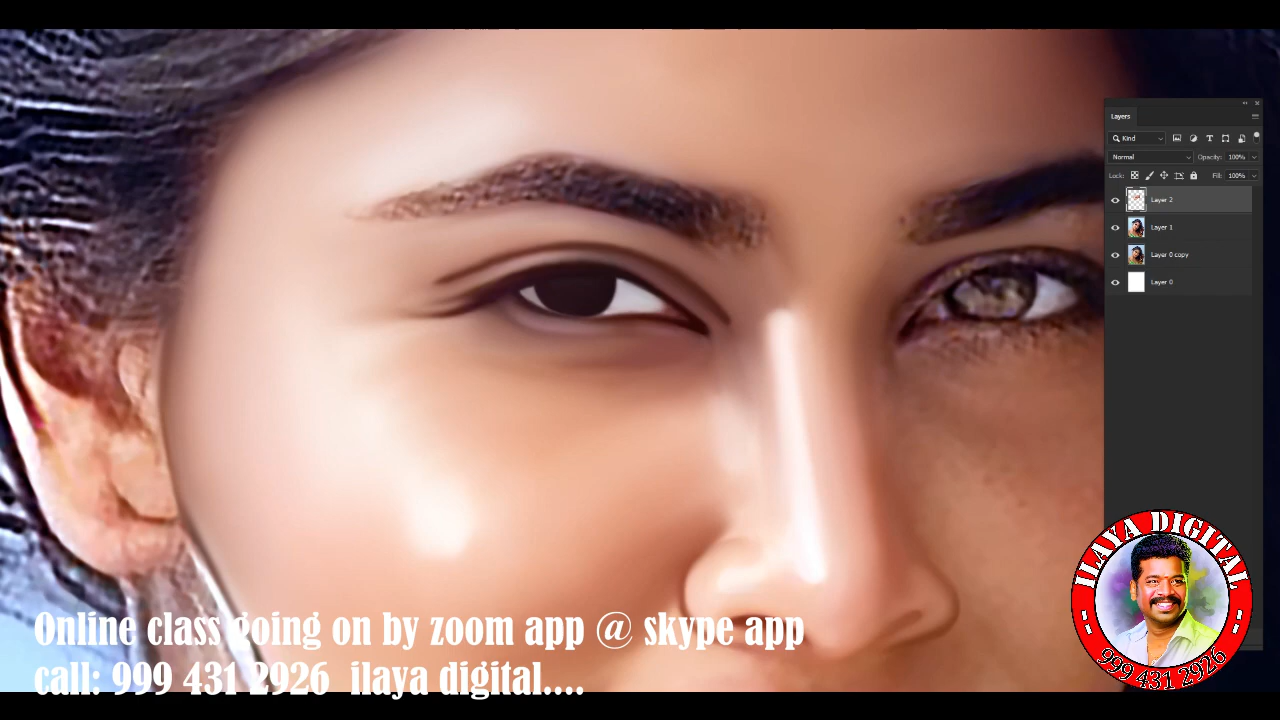 Layers
Kind
Normal Opacity: 100%
Lock: Fill: 100%
Layer 2
Layer 1
Layer 0 copy
Layer 0
ILAYA DIGITAL
999 431 2926
Online class going on by zoom app @ skype app
call: 999 431 2926 ilaya digital....